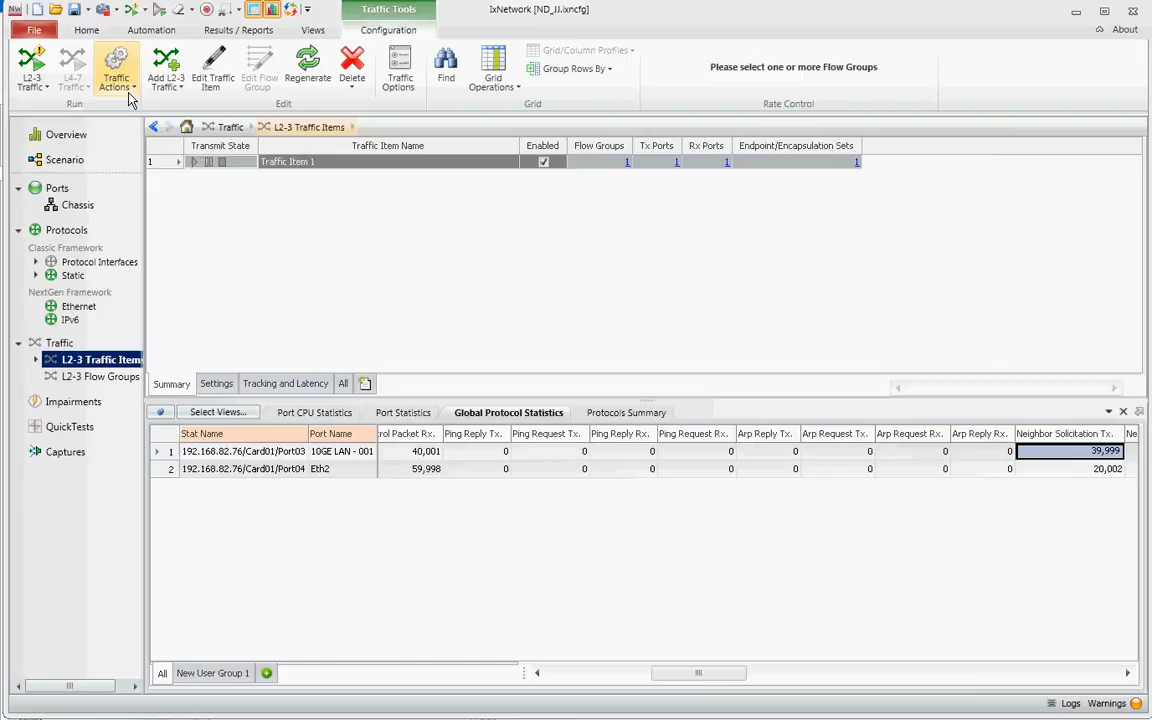 Nw
Traffic Tools
IxNetwork [ND_JJ.ixncfg]
File
Home
Automation
Results / Reports
Views
Configuration
About
L2-3 Traffic
L4-7 Traffic
Traffic Actions
Add L2-3 Traffic
Edit Traffic Item
Edit Flow Group
Regenerate
Delete
Traffic Options
Find
Grid Operations
Grid/Column Profiles
Group Rows By
Please select one or more Flow Groups
Run
Edit
Grid
Rate Control
Overview
Scenario
Ports
Chassis
Protocols
Classic Framework
Protocol Interfaces
Static
NextGen Framework
Ethernet
IPv6
Traffic
L2-3 Traffic Items
L2-3 Flow Groups
Impairments
QuickTests
Captures
Traffic L2-3 Traffic Items
Transmit State Traffic Item Name Enabled Flow Groups Tx Ports Rx Ports Endpoint/Encapsulation Sets
1 Traffic Item 1 1 1 1 1
Summary Settings Tracking and Latency All
Select Views... Port CPU Statistics Port Statistics Global Protocol Statistics Protocols Summary
Stat Name Port Name rol Packet Rx. Ping Reply Tx. Ping Request Tx. Ping Reply Rx. Ping Request Rx. Arp Reply Tx. Arp Request Tx. Arp Request Rx. Arp Reply Rx. Neighbor Solicitation Tx. Ne
1 192.168.82.76/Card01/Port03 10GE LAN - 001 40,001 0 0 0 0 0 0 0 0 39,999
2 192.168.82.76/Card01/Port04 Eth2 59,998 0 0 0 0 0 0 0 0 20,002
All New User Group 1
Logs Warnings